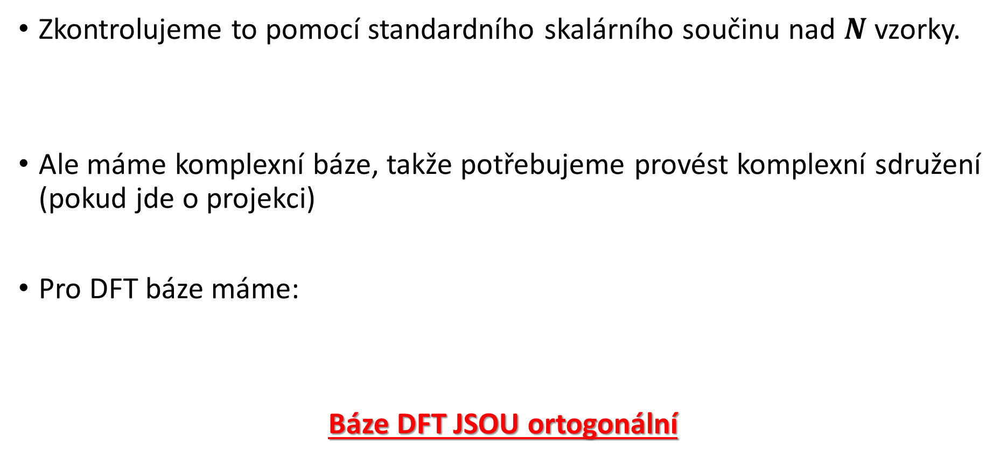 • Zkontrolujeme to pomocí standardního skalárního součinu nad N vzorky.
• Ale máme komplexní báze, takže potřebujeme provést komplexní sdružení
(pokud jde o projekci)
• Pro DFT báze máme:
Báze DFT JSOU ortogonální